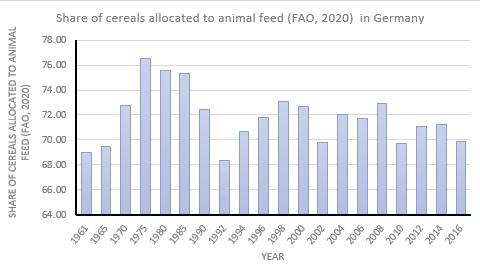 Share of cereals allocated to animal feed (FAO, 2020) in Germany
SHARE OF CEREALS ALLOCATED TO ANIMAL
FEED (FAO, 2020)
78.00
76.00
74.00
72.00
70.00
68.00
66.00
64.00
1961 1965 1970 1975 1980 1985 1990 1992 1994 1996 1998 2000 2002 2004 2006 2008 2010 2012 2014 2016
YEAR